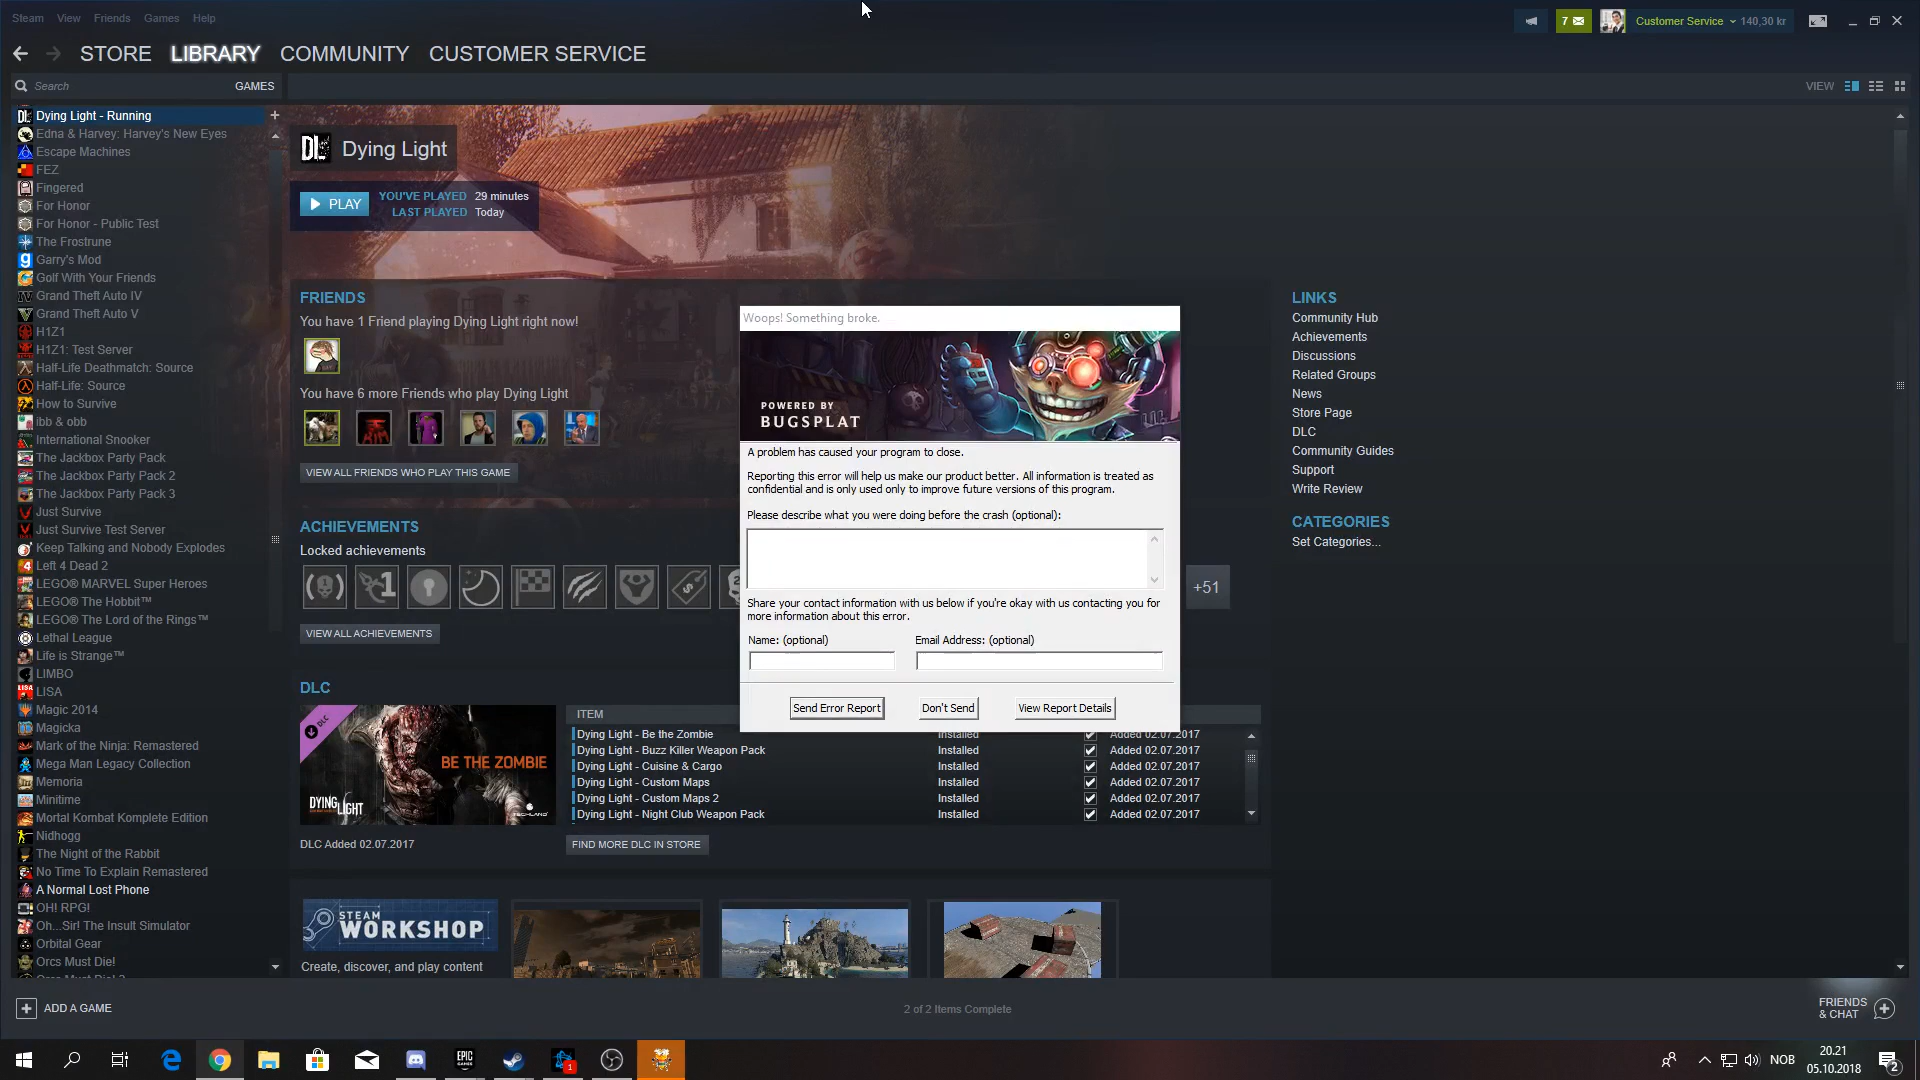 Steam View Friends Games Help
7
Customer Service 140,30 kr
STORE LIBRARY COMMUNITY CUSTOMER SERVICE
Search GAMES
VIEW
Dying Light - Running
Edna & Harvey: Harvey's New Eyes
Escape Machines
FEZ
Fingered
For Honor
For Honor - Public Test
The Frostrune
Garry's Mod
Golf With Your Friends
Grand Theft Auto IV
Grand Theft Auto V
H1Z1
H1Z1: Test Server
Half-Life Deathmatch: Source
Half-Life: Source
How to Survive
ibb & obb
International Snooker
The Jackbox Party Pack
The Jackbox Party Pack 2
The Jackbox Party Pack 3
Just Survive
Just Survive Test Server
Keep Talking and Nobody Explodes
Left 4 Dead 2
LEGO® MARVEL Super Heroes
LEGO® The Hobbit™
LEGO® The Lord of the Rings™
Lethal League
Life is Strange™
LIMBO
LISA
Magic 2014
Magicka
Mark of the Ninja: Remastered
Mega Man Legacy Collection
Memoria
Minitime
Mortal Kombat Komplete Edition
Nidhogg
The Night of the Rabbit
No Time To Explain Remastered
A Normal Lost Phone
OH! RPG!
Oh...Sir! The Insult Simulator
Orbital Gear
Orcs Must Die!
DL Dying Light
PLAY
YOU'VE PLAYED 29 minutes
LAST PLAYED Today
FRIENDS
You have 1 Friend playing Dying Light right now!
You have 6 more Friends who play Dying Light
VIEW ALL FRIENDS WHO PLAY THIS GAME
ACHIEVEMENTS
Locked achievements
+51
VIEW ALL ACHIEVEMENTS
DLC
DLC
BE THE ZOMBIE
DYING LIGHT
TECHLAND
DLC Added 02.07.2017
ITEM
Dying Light - Be the Zombie Installed Added 02.07.2017
Dying Light - Buzz Killer Weapon Pack Installed Added 02.07.2017
Dying Light - Cuisine & Cargo Installed Added 02.07.2017
Dying Light - Custom Maps Installed Added 02.07.2017
Dying Light - Custom Maps 2 Installed Added 02.07.2017
Dying Light - Night Club Weapon Pack Installed Added 02.07.2017
FIND MORE DLC IN STORE
STEAM
WORKSHOP
Create, discover, and play content
Woops! Something broke.
POWERED BY
BUGSPLAT
A problem has caused your program to close.
Reporting this error will help us make our product better. All information is treated as
confidential and is only used only to improve future versions of this program.
Please describe what you were doing before the crash (optional):
Share your contact information with us below if you're okay with us contacting you for
more information about this error.
Name: (optional) Email Address: (optional)
Send Error Report Don't Send View Report Details
LINKS
Community Hub
Achievements
Discussions
Related Groups
News
Store Page
DLC
Community Guides
Support
Write Review
CATEGORIES
Set Categories...
ADD A GAME
2 of 2 Items Complete
FRIENDS
& CHAT
EPIC
GAMES
1
NOB
20.21
05.10.2018
2